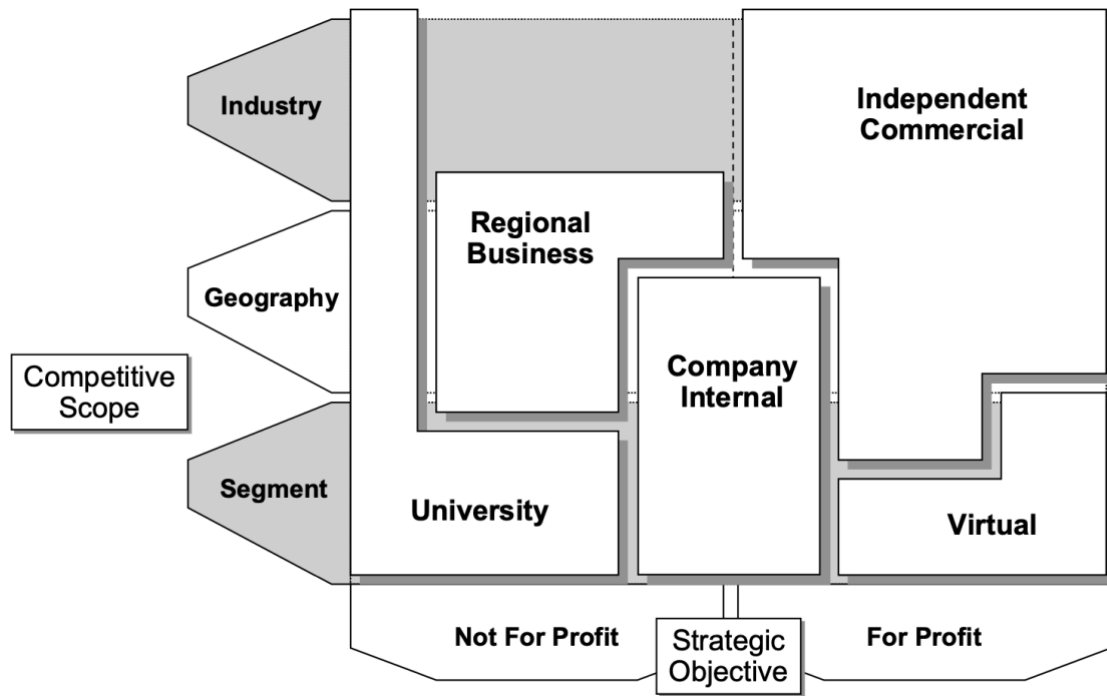 Industry
Independent
Commercial
Regional
Business
Geography
Company
Internal
Competitive
Scope
Segment
University
Virtual
Not For Profit
Strategic
Objective
For Profit